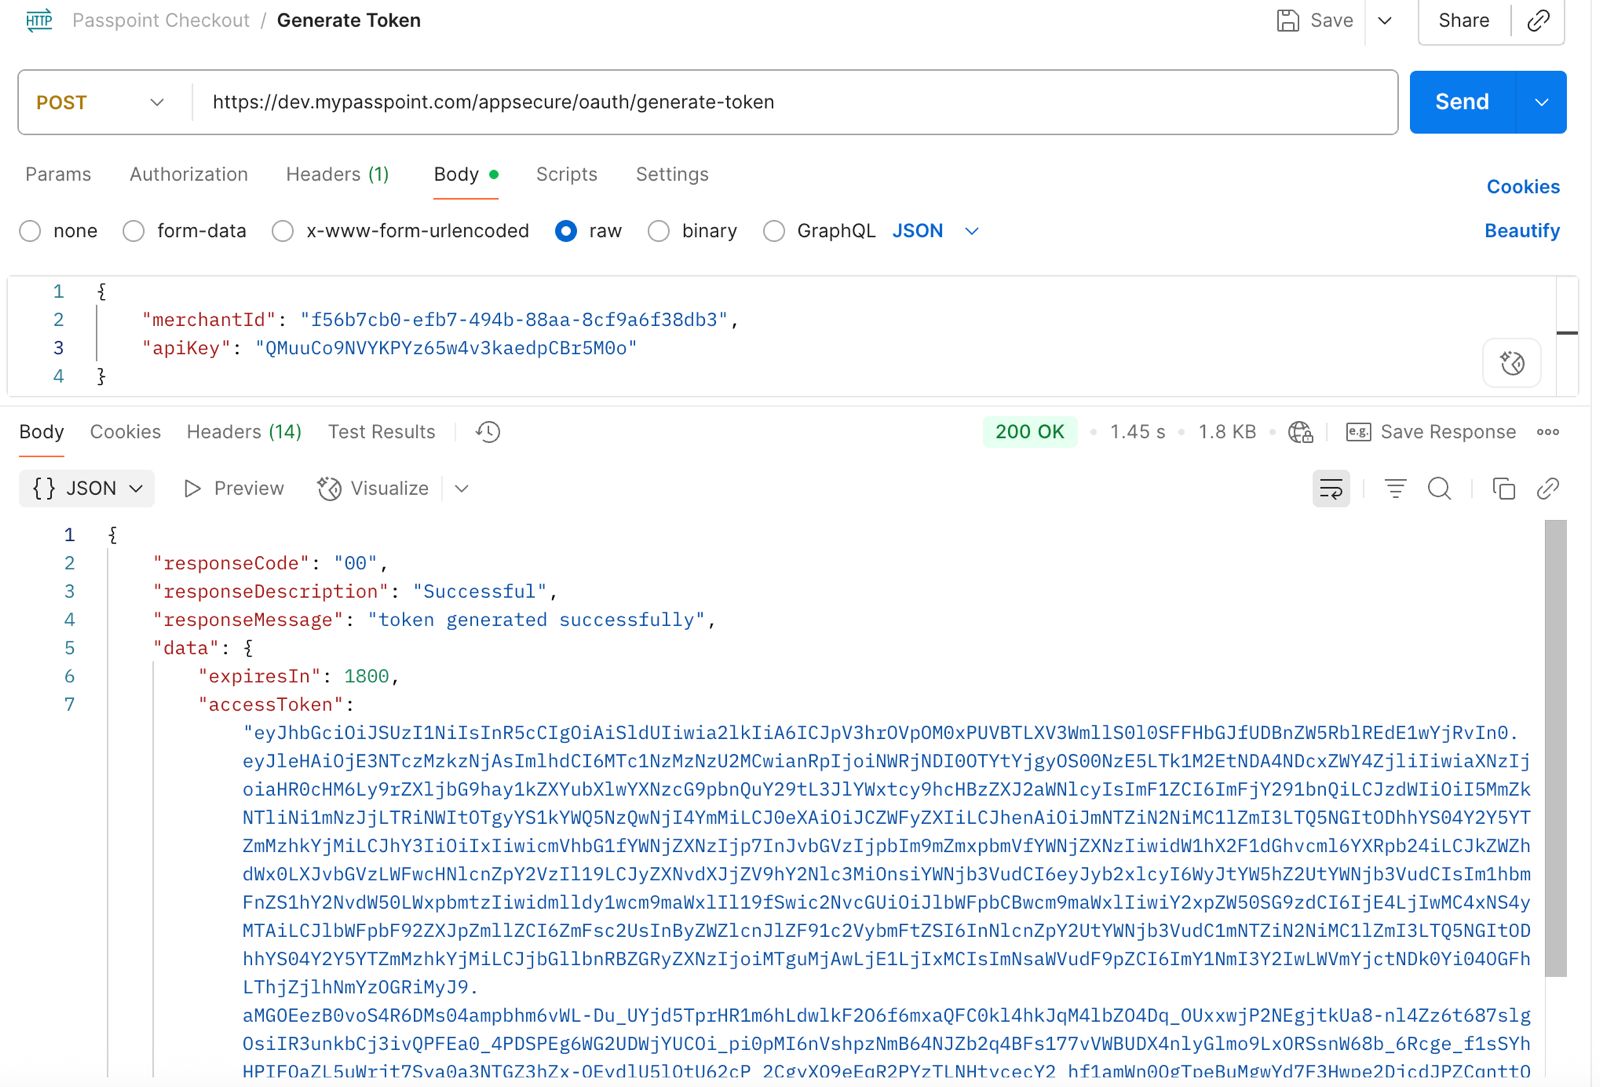 HTTP Passpoint Checkout / Generate Token Save Share
POST https://dev.mypasspoint.com/appsecure/oauth/generate-token Send
Params Authorization Headers (1) Body Scripts Settings Cookies
none form-data x-www-form-urlencoded raw binary GraphQL JSON Beautify
1 {
2 "merchantId": "f56b7cb0-efb7-494b-88aa-8cf9a6f38db3",
3 "apiKey": "QMuuCo9NVYKPYz65w4v3kaedpCBr5M0o"
4 }
Body Cookies Headers (14) Test Results 200 OK • 1.45 s • 1.8 KB • e.g. Save Response
{} JSON Preview Visualize
1 {
2 "responseCode": "00",
3 "responseDescription": "Successful",
4 "responseMessage": "token generated successfully",
5 "data": {
6 "expiresIn": 1800,
7 "accessToken":
"eyJhbGciOiJSUzI1NiIsInR5cCIgOiAiSldUIiwia2lkIiA6ICJpV3hrOVpOM0xPUVBTLXV3WmllS0l0SFFHbGJfUDBnZW5RblREdE1wYjRvIn0.
eyJleHAiOjE3NTczMzkzNjAsImlhdCI6MTc1NzMzNzU2MCwianRpIjoiNWRjNDI0OTYtYjgyOS00NzE5LTk1M2EtNDA4NDcxZWY4ZjliIiwiaXNzIj
oiaHR0cHM6Ly9rZXljbG9hay1kZXYubXlwYXNzcG9pbnQuY29tL3JlYWxtcy9hcHBzZXJ2aWNlcyIsImF1ZCI6ImFjY291bnQiLCJzdWIiOiI5MmZk
NTliNi1mNzJjLTRiNWItOTgyYS1kYWQ5NzQwNjI4YmMiLCJ0eXAiOiJCZWFyZXIiLCJhenAiOiJmNTZiN2NiMC1lZmI3LTQ5NGItODhhYS04Y2Y5YT
ZmMzhkYjMiLCJhY3IiOiIxIiwicmVhbG1fYWNjZXNzIjp7InJvbGVzIjpbIm9mZmxpbmVfYWNjZXNzIiwidW1hX2F1dGhvcml6YXRpb24iLCJkZWZh
dWx0LXJvbGVzLWFwcHNlcnZpY2VzIl19LCJyZXNvdXJjZV9hY2Nlc3MiOnsiYWNjb3VudCI6eyJyb2xlcyI6WyJtYW5hZ2UtYWNjb3VudCIsIm1hbm
FnZS1hY2NvdW50LWxpbmtzIiwidmlldy1wcm9maWxlIl19fSwic2NvcGUiOiJlbWFpbCBwcm9maWxlIiwiY2xpZW50SG9zdCI6IjE4LjIwMC4xNS4y
MTAiLCJlbWFpbF92ZXJpZmllZCI6ZmFsc2UsInByZWZlcnJlZF91c2VybmFtZSI6InNlcnZpY2UtYWNjb3VudC1mNTZiN2NiMC1lZmI3LTQ5NGItOD
hhYS04Y2Y5YTZmMzhkYjMiLCJjbGllbnRBZGRyZXNzIjoiMTguMjAwLjE1LjIxMCIsImNsaWVudF9pZCI6ImY1NmI3Y2IwLWVmYjctNDk0Yi04OGFh
LThjZjlhNmYzOGRiMyJ9.
aMGOEezB0voS4R6DMs04ampbhm6vWL-Du_UYjd5TprHR1m6hLdwlkF2O6f6mxaQFC0kl4hkJqM4lbZO4Dq_OUxxwjP2NEgjtkUa8-nl4Zz6t687slg
OsiIR3unkbCj3ivQPFEa0_4PDSPEg6WG2UDWjYUCOi_pi0pMI6nVshpzNmB64NJZb2q4BFs177vVWBUDX4nlyGlmo9LxORSsnW68b_6Rcge_f1sSYh